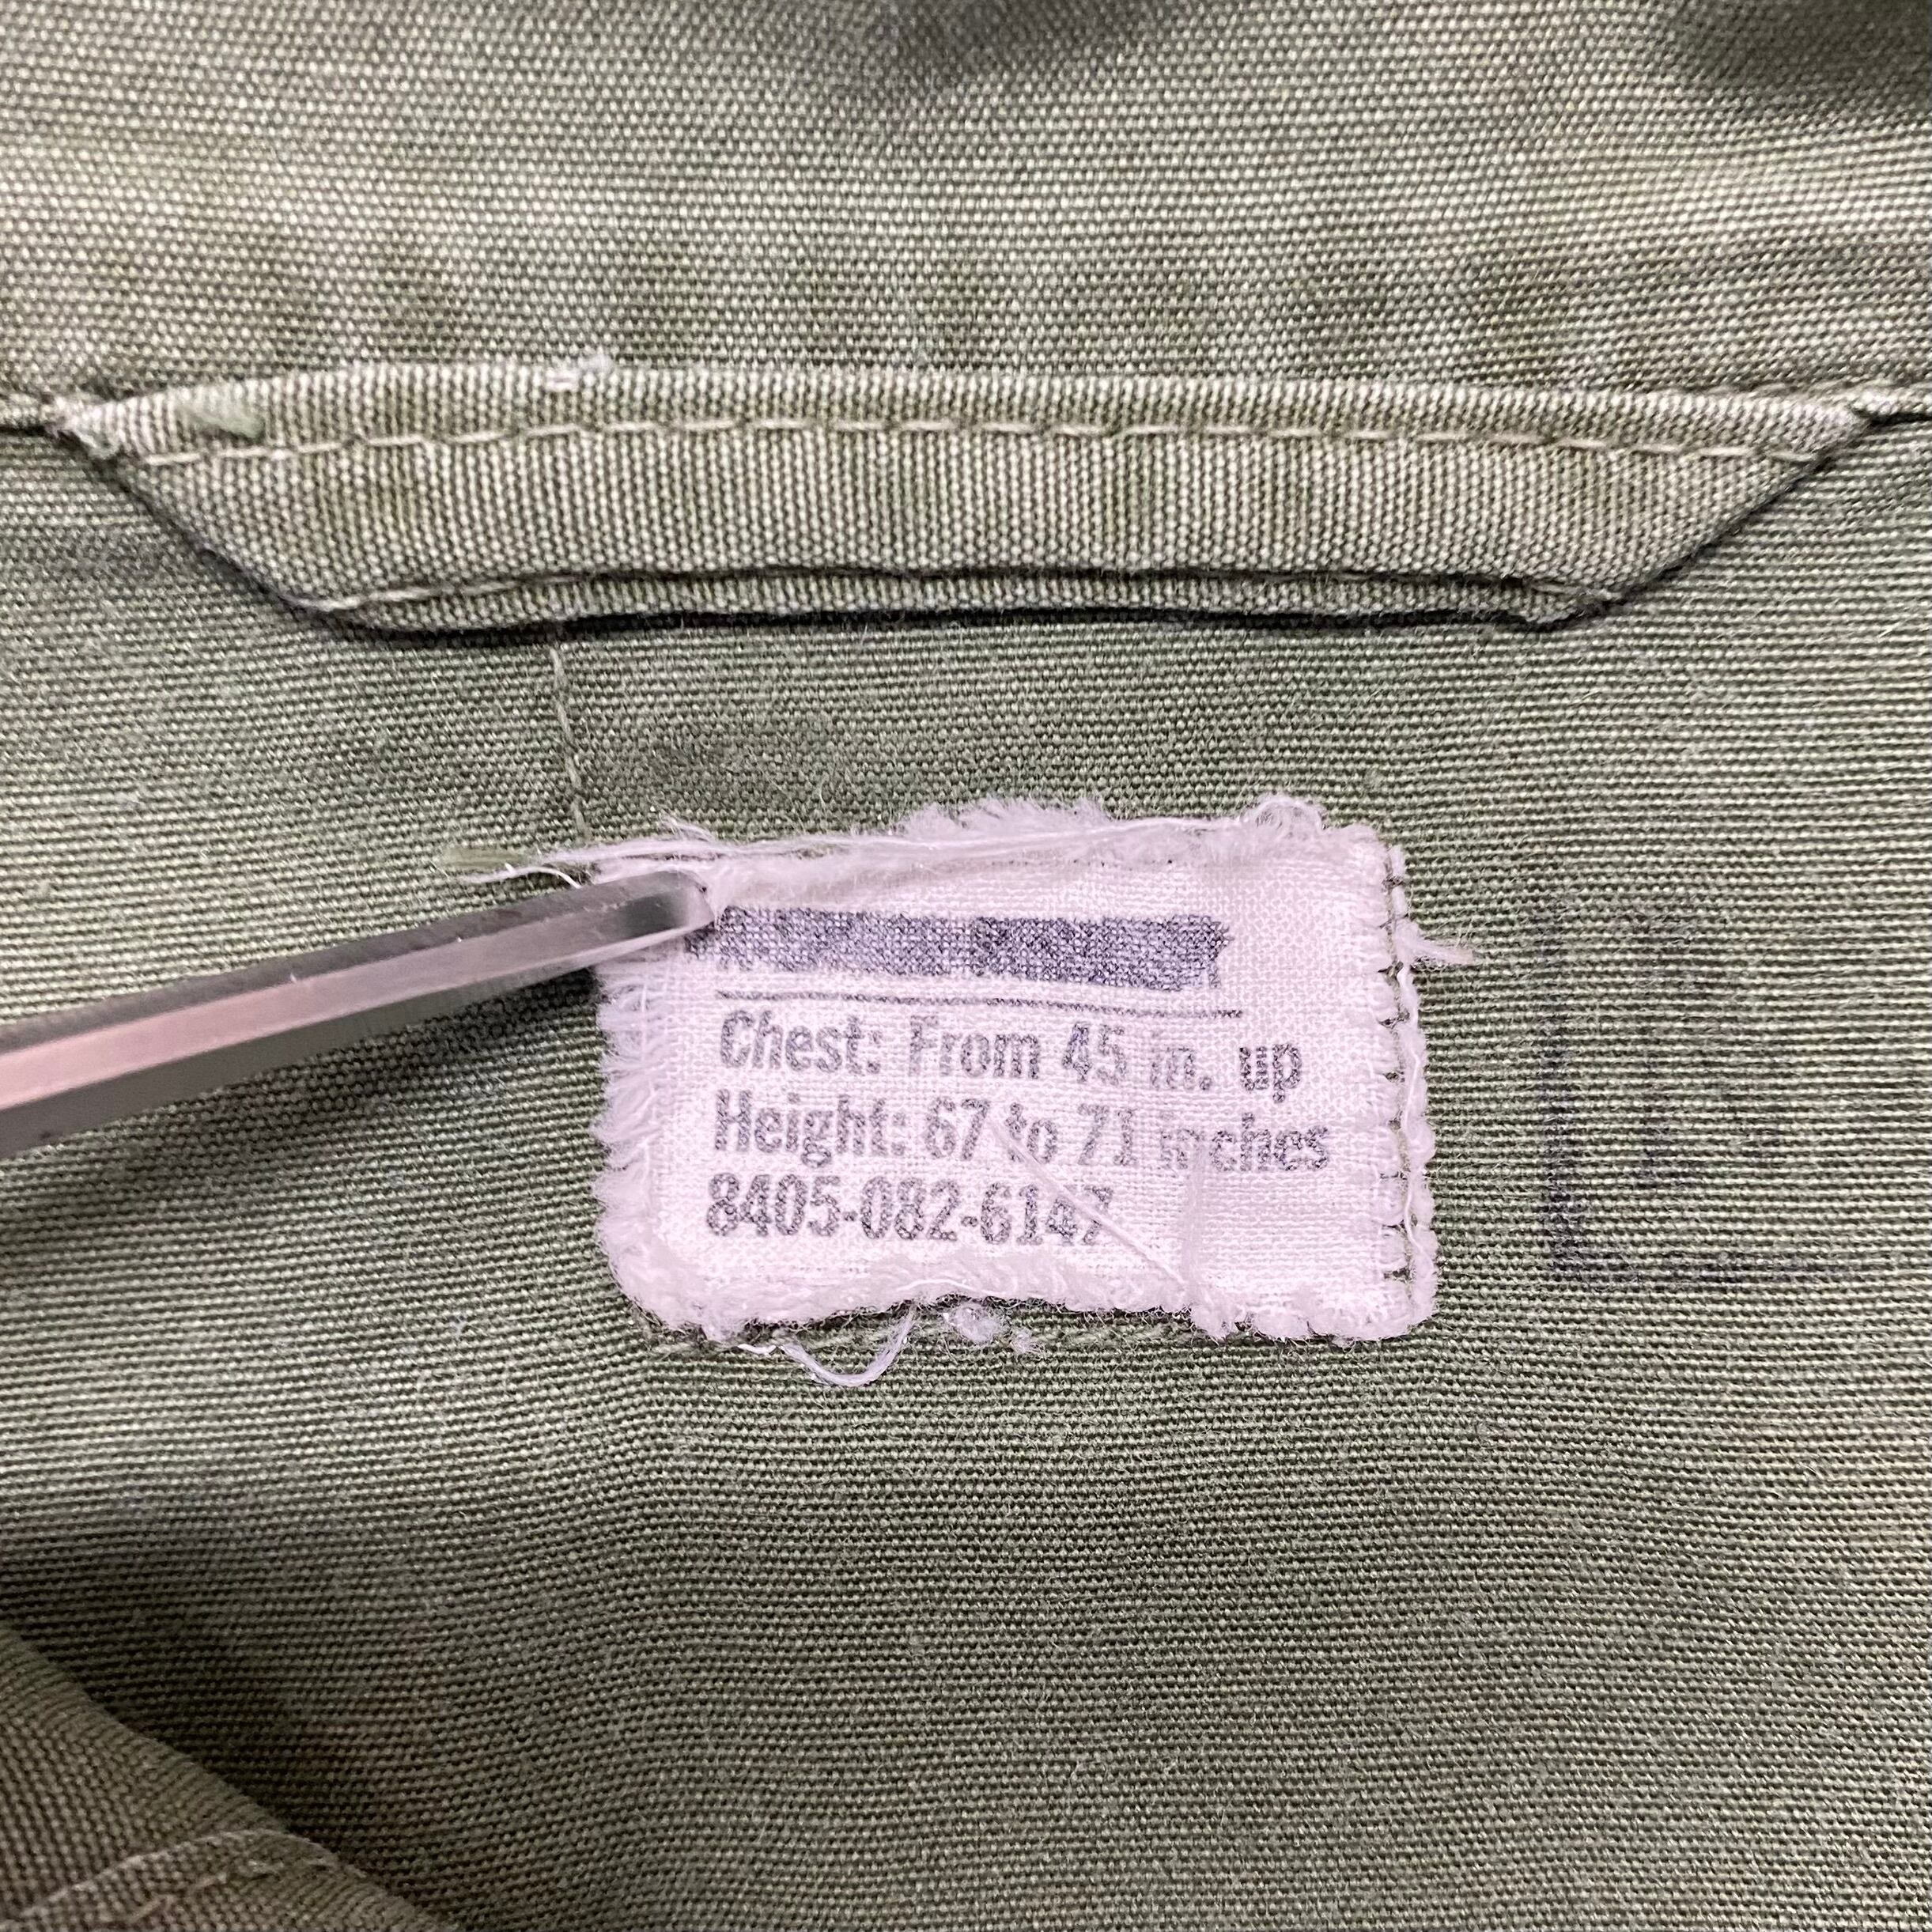 Chest: From 45 in. up
Height: 67 to 71 inches
8405-082-6147